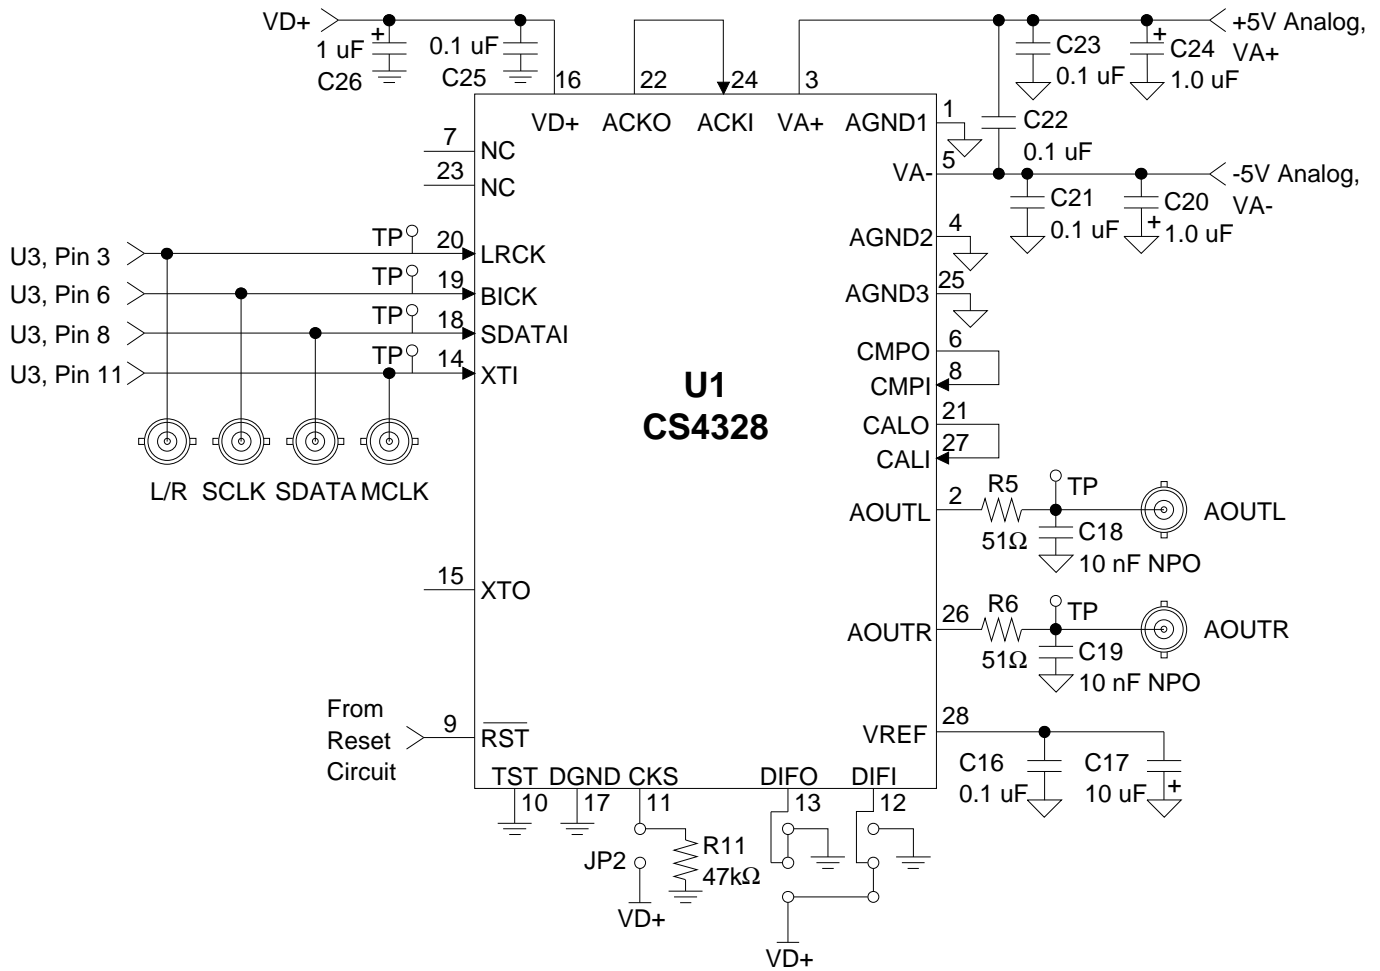 VD+
1 uF
+
C26
0.1 uF
C25
16
22
24
3
+5V Analog,
VA+
C23
0.1 uF
+
C24
1.0 uF
VD+
ACKO
ACKI
VA+
AGND1
1
C22
0.1 uF
7
NC
23
NC
VA-
5
-5V Analog,
VA-
C21
0.1 uF
C20
+
1.0 uF
AGND2
4
AGND3
25
U3, Pin 3
TP
20
LRCK
U3, Pin 6
TP
19
BICK
U3, Pin 8
TP
18
SDATAI
U3, Pin 11
TP
14
XTI
L/R
SCLK
SDATA
MCLK
CMPO
6
CMPI
8
U1
CS4328
CALO
21
CALI
27
AOUTL
2
R5
51Ω
TP
C18
10 nF NPO
AOUTL
15
XTO
AOUTR
26
R6
51Ω
TP
C19
10 nF NPO
AOUTR
From
Reset
Circuit
9
RST
VREF
28
C16
0.1 uF
C17
10 uF
+
TST
DGND
CKS
DIFO
DIFI
10
17
11
13
12
JP2
R11
47kΩ
VD+
VD+